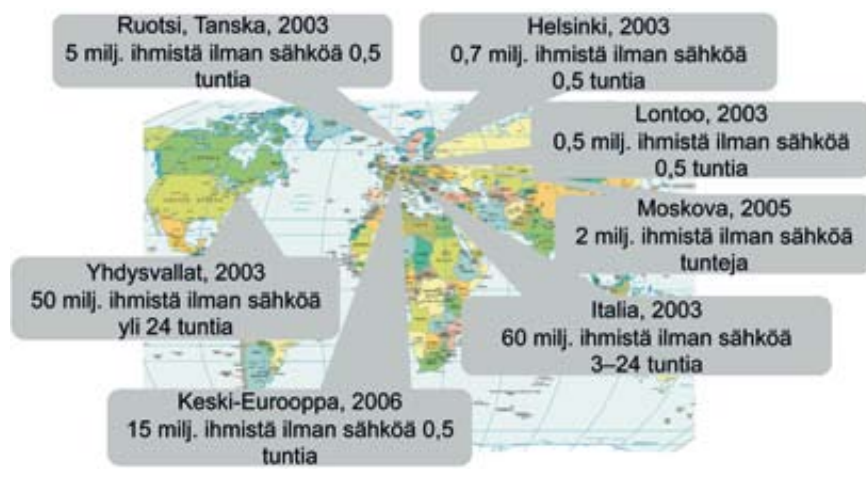 Ruotsi, Tanska, 2003
5 milj. ihmistä ilman sähköä 0,5
tuntia
Helsinki, 2003
0,7 milj. ihmistä ilman sähköä
0,5 tuntia
Lontoo, 2003
0,5 milj. ihmistä ilman sähköä
0,5 tuntia
Moskova, 2005
2 milj. ihmistä ilman sähköä
tunteja
Yhdysvallat, 2003
50 milj. ihmistä ilman sähköä
yli 24 tuntia
Italia, 2003
60 milj. ihmistä ilman sähköä
3–24 tuntia
Keski-Eurooppa, 2006
15 milj. ihmistä ilman sähköä 0,5
tuntia